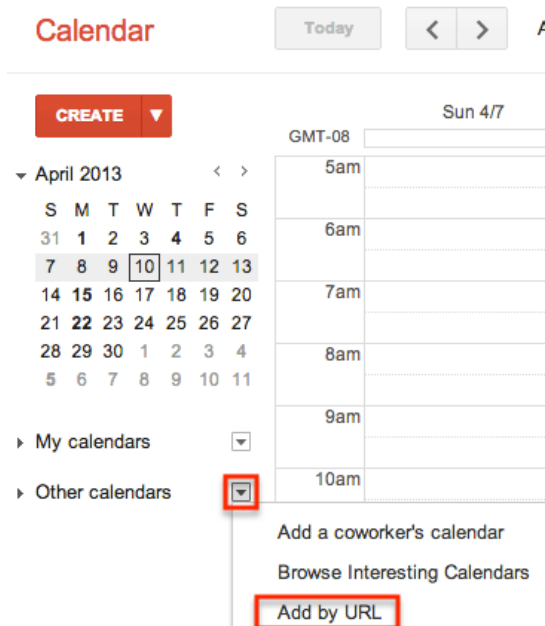 Calendar
Today
CREATE
April 2013
S M T W T F S
31 1 2 3 4 5 6
7 8 9 10 11 12 13
14 15 16 17 18 19 20
21 22 23 24 25 26 27
28 29 30 1 2 3 4
5 6 7 8 9 10 11
My calendars
Other calendars
Sun 4/7
GMT-08
5am
6am
7am
8am
9am
10am
Add a coworker's calendar
Browse Interesting Calendars
Add by URL